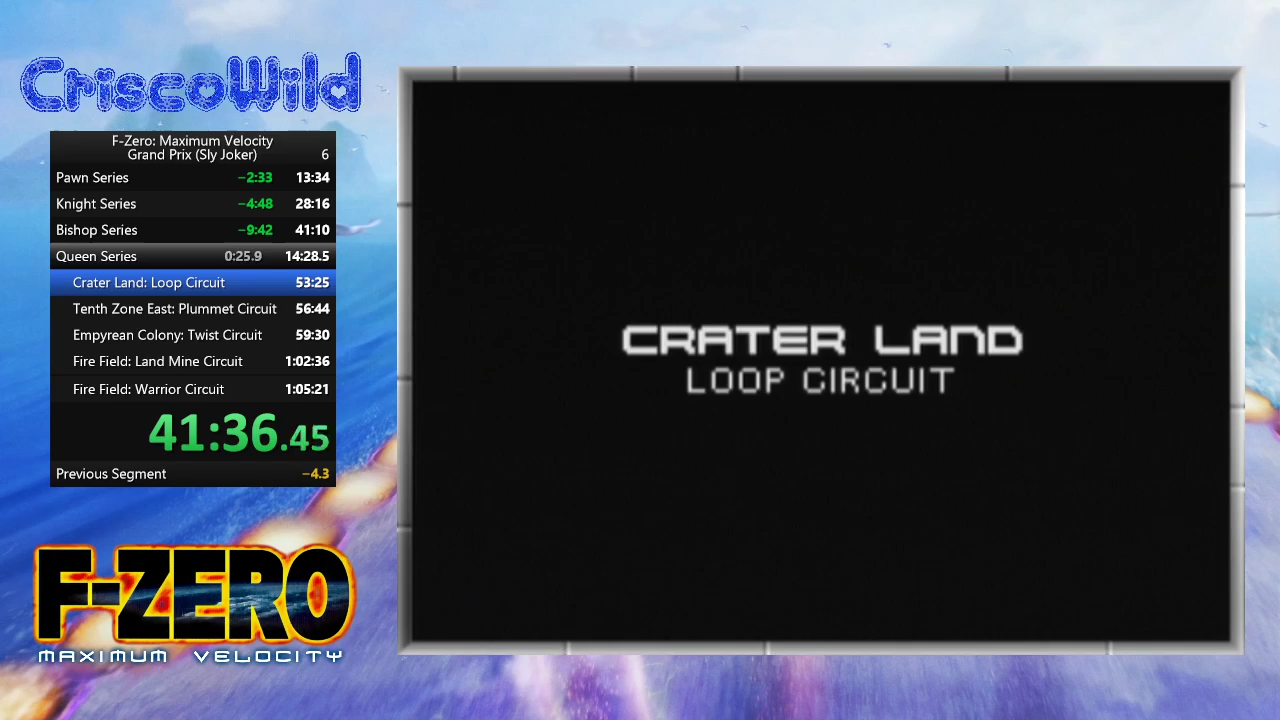 CriscoWild
F-Zero: Maximum Velocity
Grand Prix (Sly Joker) 6
Pawn Series −2:33 13:34
Knight Series −4:48 28:16
Bishop Series −9:42 41:10
Queen Series 0:25.9 14:28.5
Crater Land: Loop Circuit 53:25
Tenth Zone East: Plummet Circuit 56:44
Empyrean Colony: Twist Circuit 59:30
Fire Field: Land Mine Circuit 1:02:36
Fire Field: Warrior Circuit 1:05:21
41:36.45
Previous Segment −4.3
F-ZERO
MAXIMUM VELOCITY
CRATER LAND
LOOP CIRCUIT